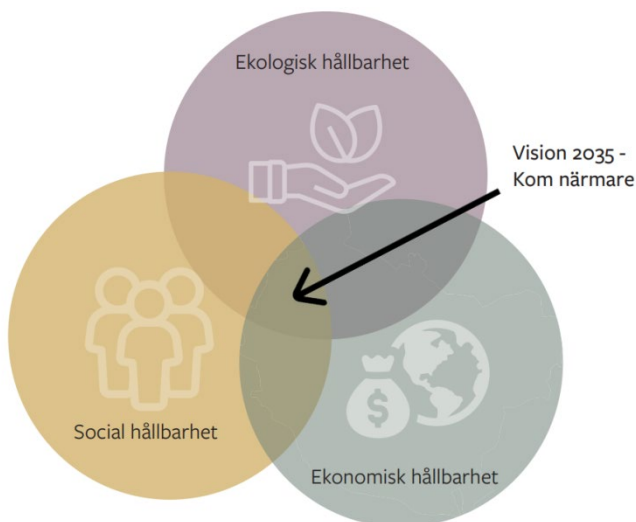 Ekologisk hållbarhet
Vision 2035 -
Kom närmare
Social hållbarhet
$
Ekonomisk hållbarhet